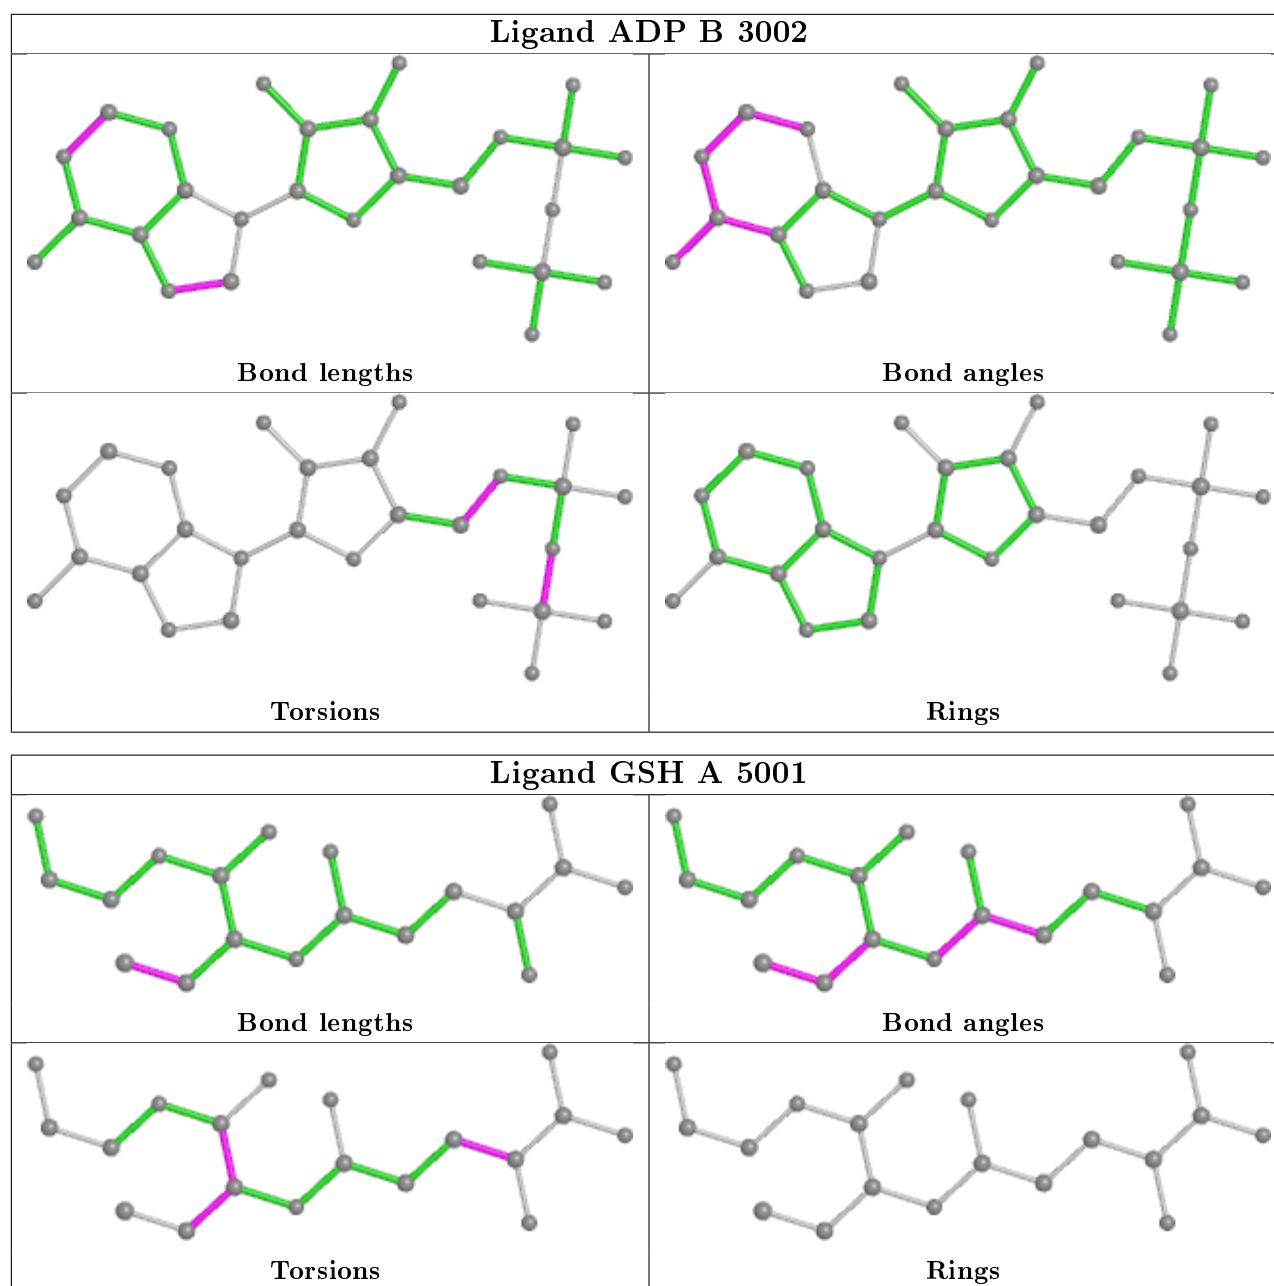 Ligand ADP B 3002
Bond lengths
Bond angles
Torsions
Rings
Ligand GSH A 5001
Bond lengths
Bond angles
Torsions
Rings